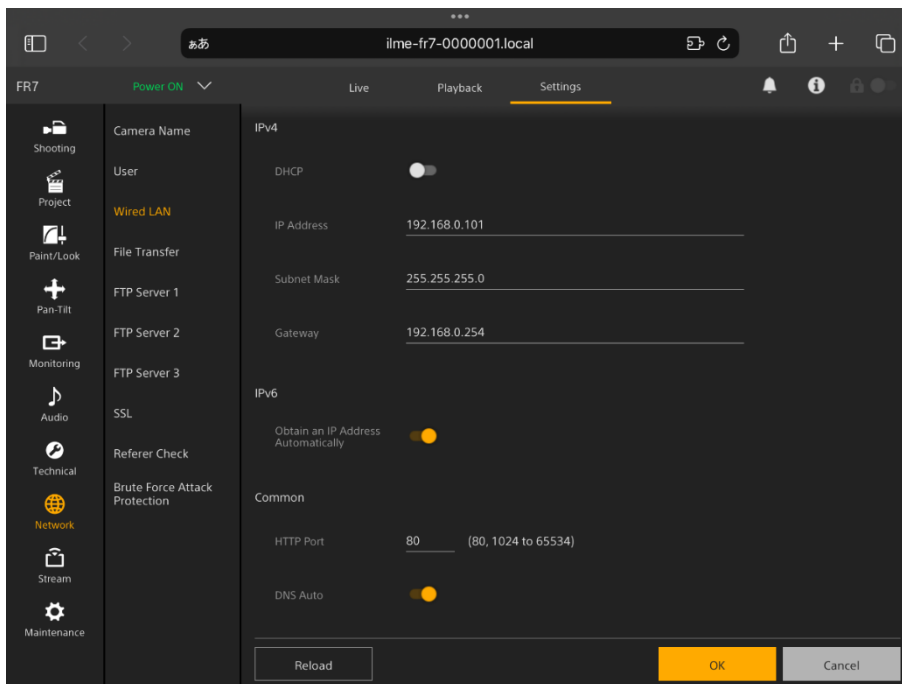 ぁあ
ilme-fr7-0000001.local
FR7
Power ON
Live
Playback
Settings
Shooting
Project
Paint/Look
Pan-Tilt
Monitoring
Audio
Technical
Network
Stream
Maintenance
Camera Name
User
Wired LAN
File Transfer
FTP Server 1
FTP Server 2
FTP Server 3
SSL
Referer Check
Brute Force Attack
Protection
IPv4
DHCP
IP Address 192.168.0.101
Subnet Mask 255.255.255.0
Gateway 192.168.0.254
IPv6
Obtain an IP Address
Automatically
Common
HTTP Port 80 (80, 1024 to 65534)
DNS Auto
Reload
OK
Cancel